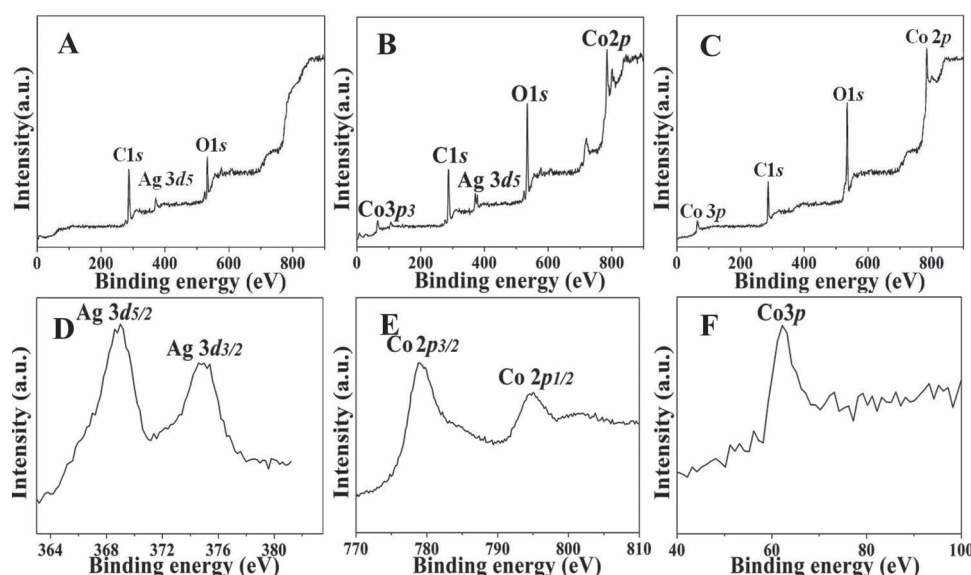 A
Intensity(a.u.)
C1s
Ag 3d5
O1s
0 200 400 600 800
Binding energy (eV)
B
Intensity (a.u.)
Co3p3
C1s
Ag 3d5
O1s
Co2p
0 200 400 600 800
Binding energy (eV)
C
Intensity(a.u.)
Co 3p
C1s
O1s
Co 2p
0 200 400 600 800
Binding energy (eV)
D
Intensity (a.u.)
Ag 3d5/2
Ag 3d3/2
364 368 372 376 380
Binding energy (eV)
E
Intensity (a.u.)
Co 2p3/2
Co 2p1/2
770 780 790 800 810
Binding energy (eV)
F
Intensity (a.u.)
Co3p
40 60 80 100
Binding energy (eV)